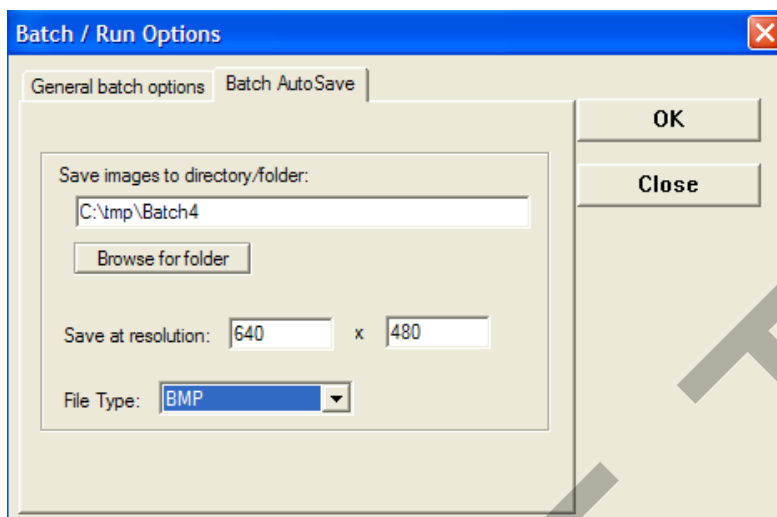 Batch / Run Options
General batch options Batch AutoSave
OK
Close
Save images to directory/folder:
C:\tmp\Batch4
Browse for folder
Save at resolution: 640 x 480
File Type: BMP